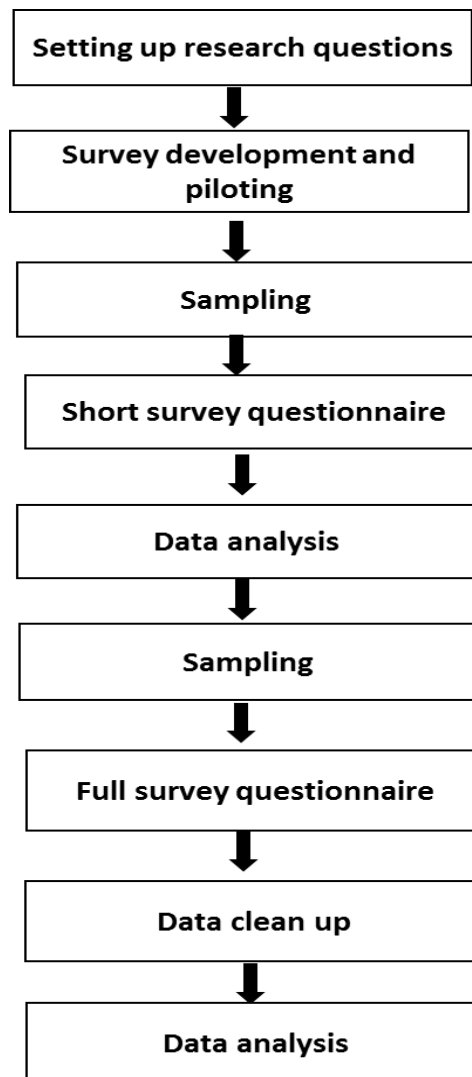 Setting up research questions
Survey development and
piloting
Sampling
Short survey questionnaire
Data analysis
Sampling
Full survey questionnaire
Data clean up
Data analysis